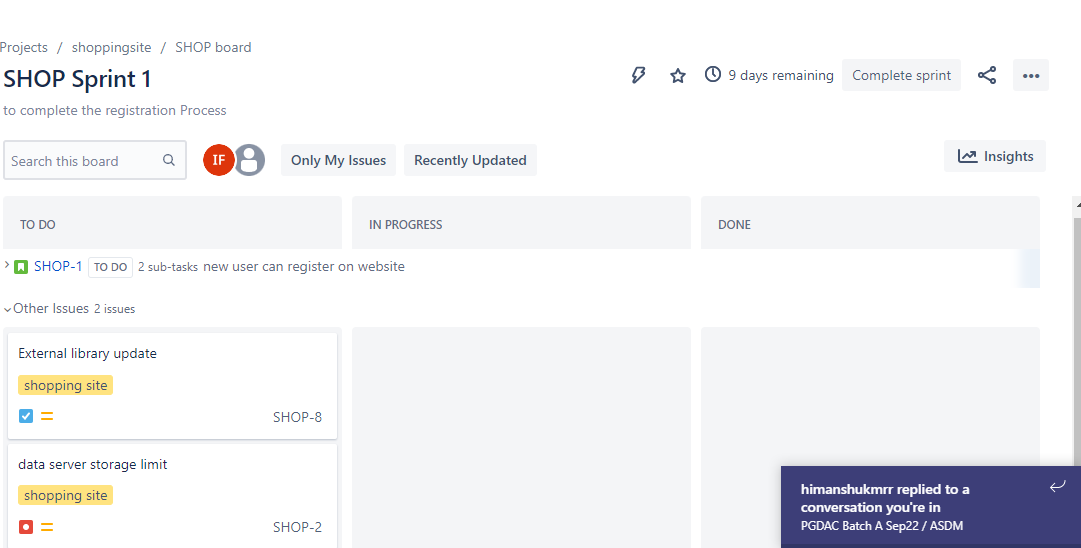 Projects / shoppingsite / SHOP board
SHOP Sprint 1
9 days remaining
Complete sprint
to complete the registration Process
Search this board
IF
Only My Issues
Recently Updated
Insights
TO DO
IN PROGRESS
DONE
SHOP-1 TO DO 2 sub-tasks new user can register on website
Other Issues 2 issues
External library update
shopping site
SHOP-8
data server storage limit
shopping site
SHOP-2
himanshukmrr replied to a
conversation you're in
PGDAC Batch A Sep22 / ASDM